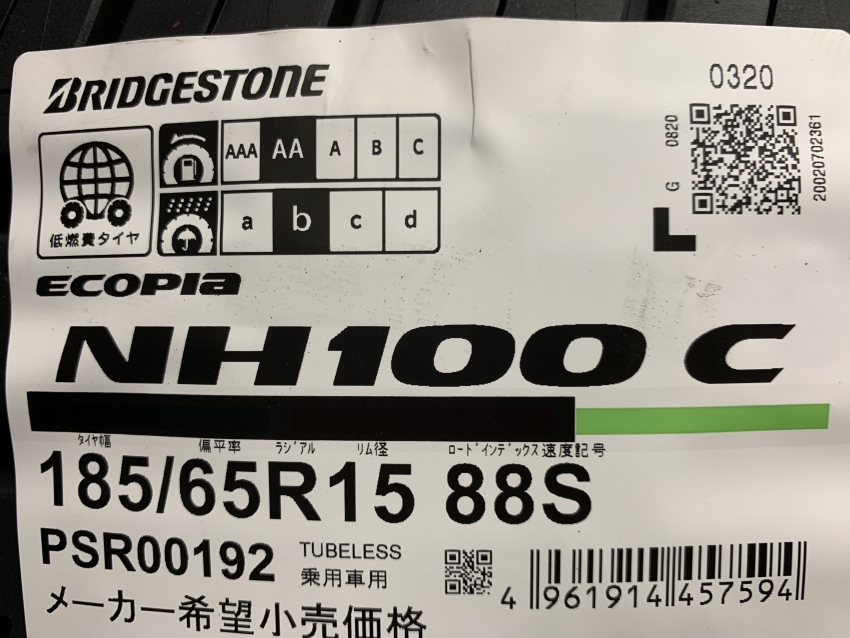 BRIDGESTONE
0320
G 0820
20020702361
AAA AA A B C
a b c d
低燃費タイヤ
L
ECOPIA
NH100 C
タイヤ幅 偏平率 ラジアル リム径 ロードインデックス 速度記号
185/65R15 88S
PSR00192
TUBELESS
乗用車用
4 961914 457594
メーカー希望小売価格